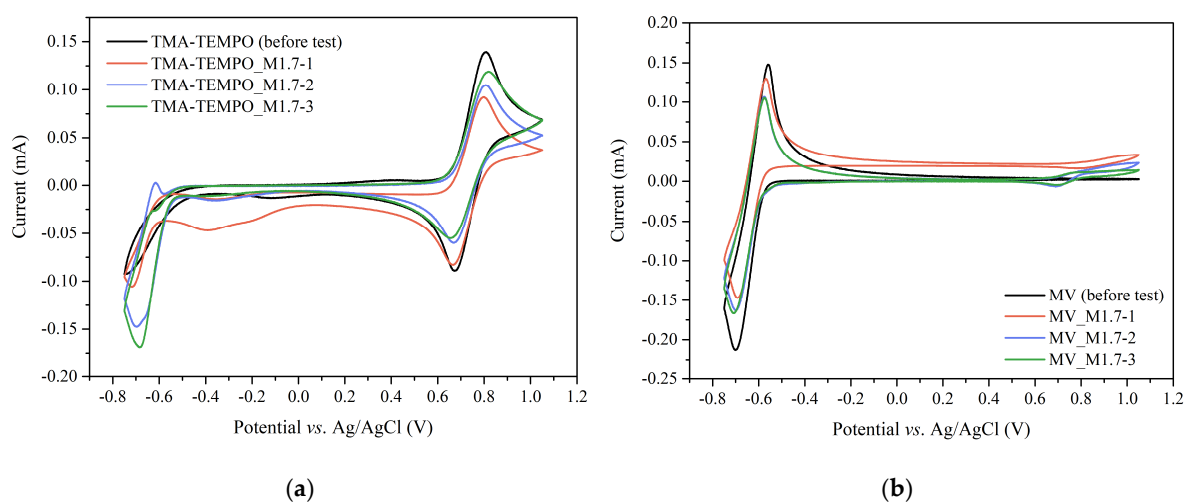 TMA-TEMPO (before test)
TMA-TEMPO_M1.7-1
TMA-TEMPO_M1.7-2
TMA-TEMPO_M1.7-3
0.15
0.10
0.05
0.00
-0.05
-0.10
-0.15
-0.20
Current (mA)
-0.8 -0.6 -0.4 -0.2 0.0 0.2 0.4 0.6 0.8 1.0 1.2
Potential vs. Ag/AgCl (V)
(a)
0.20
0.15
0.10
0.05
0.00
-0.05
-0.10
-0.15
-0.20
-0.25
Current (mA)
MV (before test)
MV_M1.7-1
MV_M1.7-2
MV_M1.7-3
-0.8 -0.6 -0.4 -0.2 0.0 0.2 0.4 0.6 0.8 1.0 1.2
Potential vs. Ag/AgCl (V)
(b)